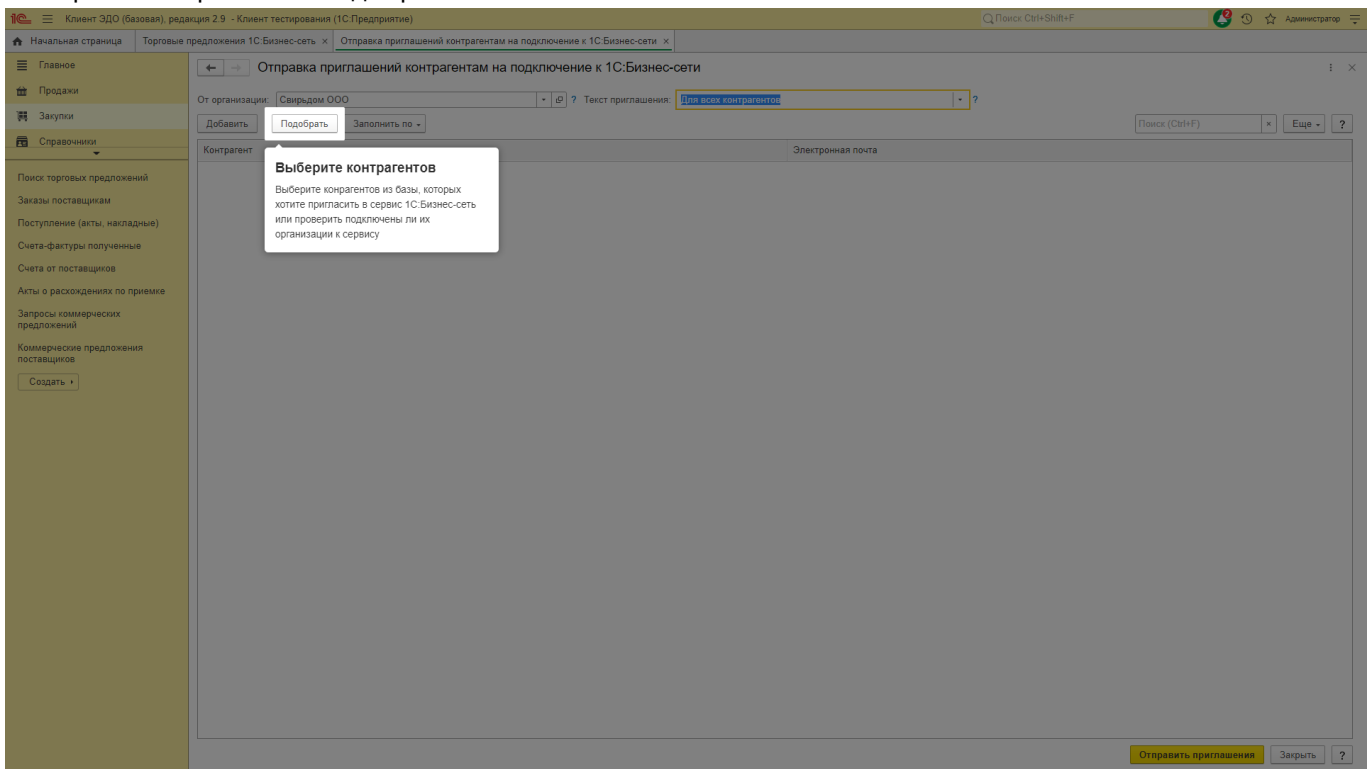 1С Клиент ЭДО (базовая), редакция 2.9 - Клиент тестирования (1С:Предприятие) Поиск Ctrl+Shift+F 2 Администратор
Начальная страница Торговые предложения 1С:Бизнес-сеть × Отправка приглашений контрагентам на подключение к 1С:Бизнес-сети ×
Главное
Продажи
Закупки
Справочники
Поиск торговых предложений
Заказы поставщикам
Поступление (акты, накладные)
Счета-фактуры полученные
Счета от поставщиков
Акты о расхождениях по приемке
Запросы коммерческих
предложений
Коммерческие предложения
поставщиков
Создать
Отправка приглашений контрагентам на подключение к 1С:Бизнес-сети
От организации: Свирьдом ООО ? Текст приглашения: Для всех контрагентов ?
Добавить Подобрать Заполнить по Поиск (Ctrl+F) × Еще ?
Контрагент Электронная почта
Выберите контрагентов
Выберите конрагентов из базы, которых
хотите пригласить в сервис 1С:Бизнес-сеть
или проверить подключены ли их
организации к сервису
Отправить приглашения Закрыть ?